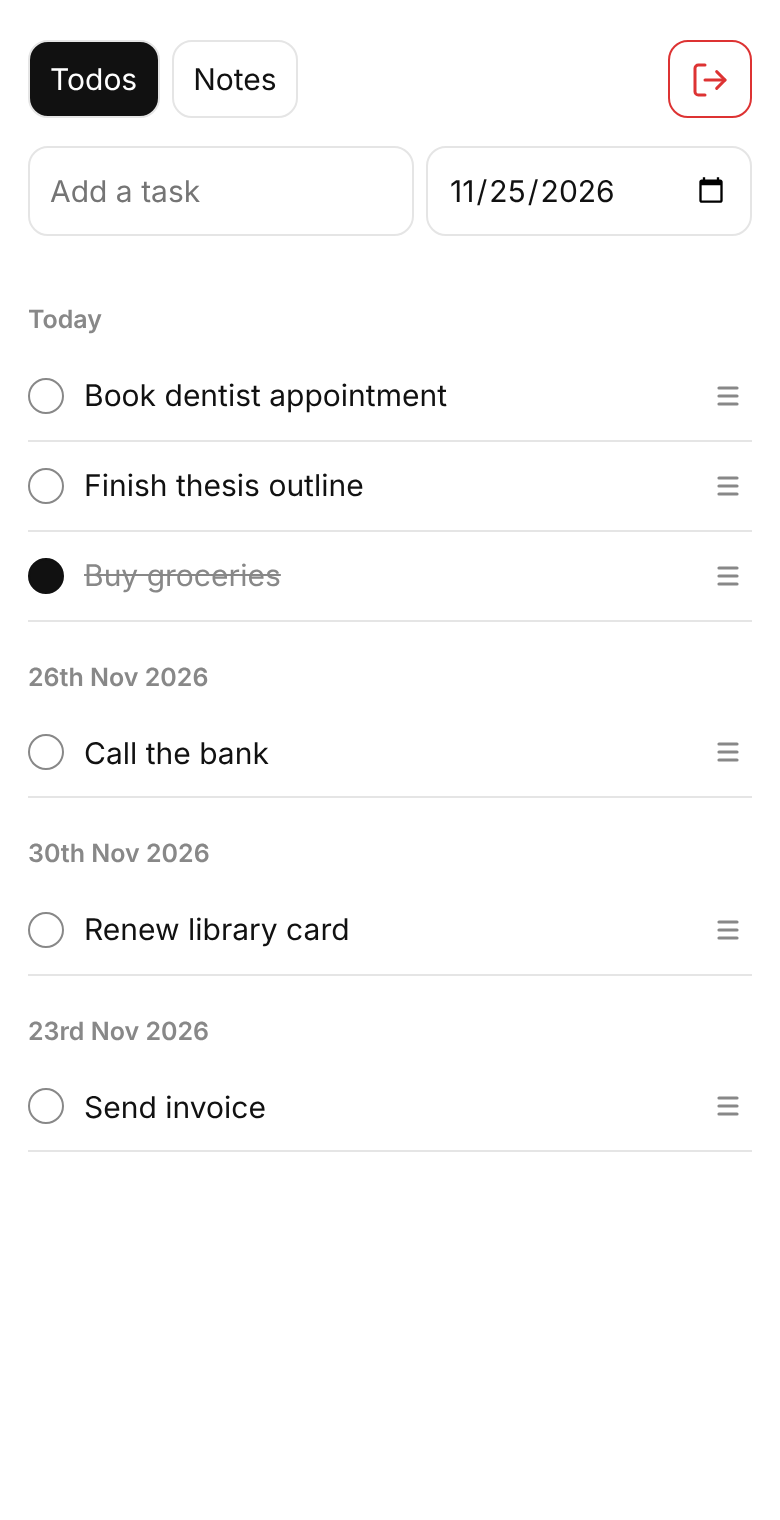 Todos Notes
Add a task 11/25/2026
Today
Book dentist appointment
Finish thesis outline
Buy groceries
26th Nov 2026
Call the bank
30th Nov 2026
Renew library card
23rd Nov 2026
Send invoice